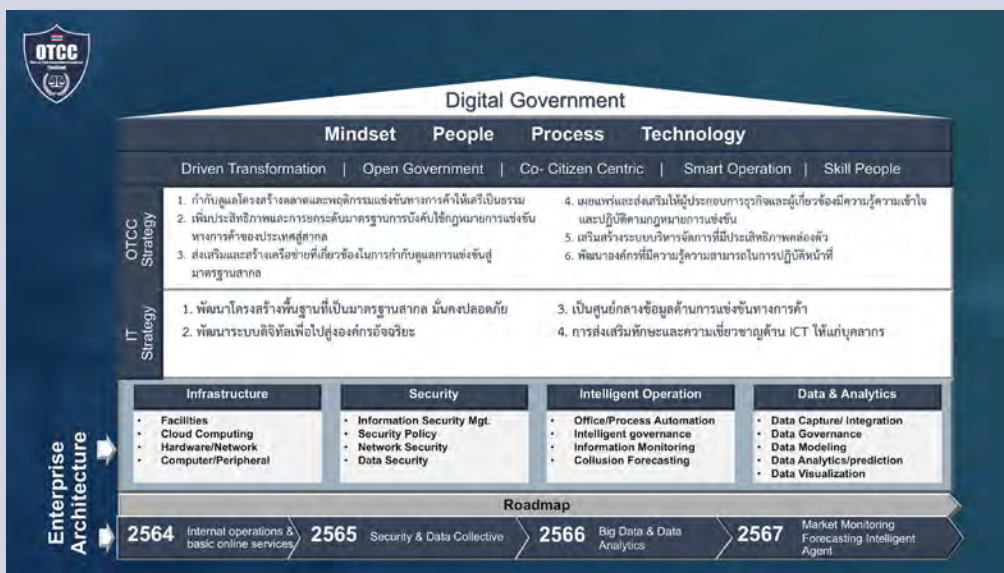 OTCC
Digital Government
Mindset People Process Technology
Driven Transformation | Open Government | Co- Citizen Centric | Smart Operation | Skill People
OTCC
Strategy
1. กำกับดูแลโครงสร้างตลาดและพฤติกรรมแข่งขันทางการค้าให้เสรีเป็นธรรม
2. เพิ่มประสิทธิภาพและการยกระดับมาตรฐานการบังคับใช้กฎหมายการแข่งขัน
ทางการค้าของประเทศสู่สากล
3. ส่งเสริมและสร้างเครือข่ายที่เกี่ยวข้องในการกำกับดูแลการแข่งขันสู่
มาตรฐานสากล
4. เผยแพร่และส่งเสริมให้ผู้ประกอบการธุรกิจและผู้เกี่ยวข้องมีความรู้ความเข้าใจ
และปฏิบัติตามกฎหมายการแข่งขัน
5. เสริมสร้างระบบบริหารจัดการที่มีประสิทธิภาพคล่องตัว
6. พัฒนาองค์กรที่มีความรู้ความสามารถในการปฏิบัติหน้าที่
IT
Strategy
1. พัฒนาโครงสร้างพื้นฐานที่เป็นมาตรฐานสากล มั่นคงปลอดภัย
2. พัฒนาระบบดิจิทัลเพื่อไปสู่องค์กรอัจฉริยะ
3. เป็นศูนย์กลางข้อมูลด้านการแข่งขันทางการค้า
4. การส่งเสริมทักษะและความเชี่ยวชาญด้าน ICT ให้แก่บุคลากร
Enterprise
Architecture
Infrastructure
• Facilities
• Cloud Computing
• Hardware/Network
• Computer/Peripheral
Security
• Information Security Mgt.
• Security Policy
• Network Security
• Data Security
Intelligent Operation
• Office/Process Automation
• Intelligent governance
• Information Monitoring
• Collusion Forecasting
Data & Analytics
• Data Capture/ Integration
• Data Governance
• Data Modeling
• Data Analytics/prediction
• Data Visualization
Roadmap
2564 Internal operations &
basic online services
2565 Security & Data Collective
2566 Big Data & Data
Analytics
2567 Market Monitoring
Forecasting Intelligent
Agent